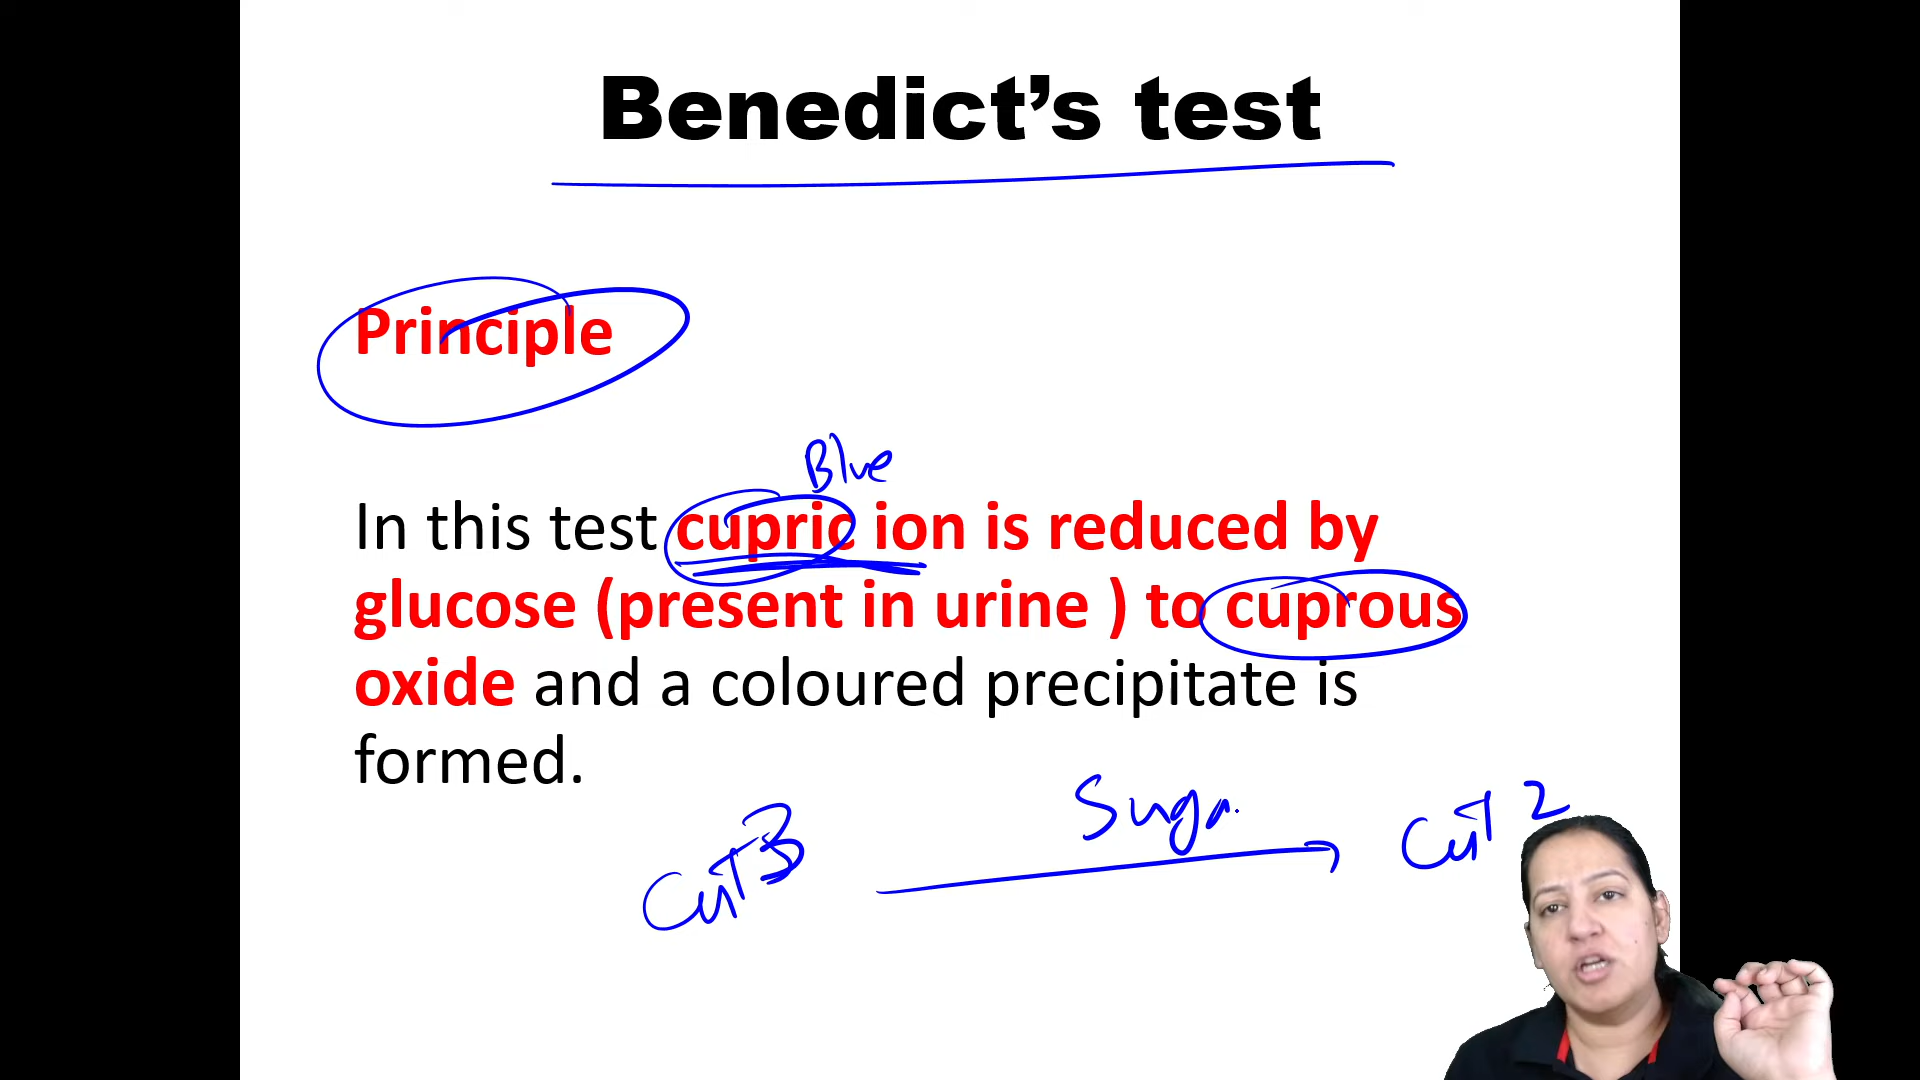 Benedict’s test
Principle
Blue
In this test cupric ion is reduced by
glucose (present in urine ) to cuprous
oxide and a coloured precipitate is
formed.
Cu+3 Suga Cu+2